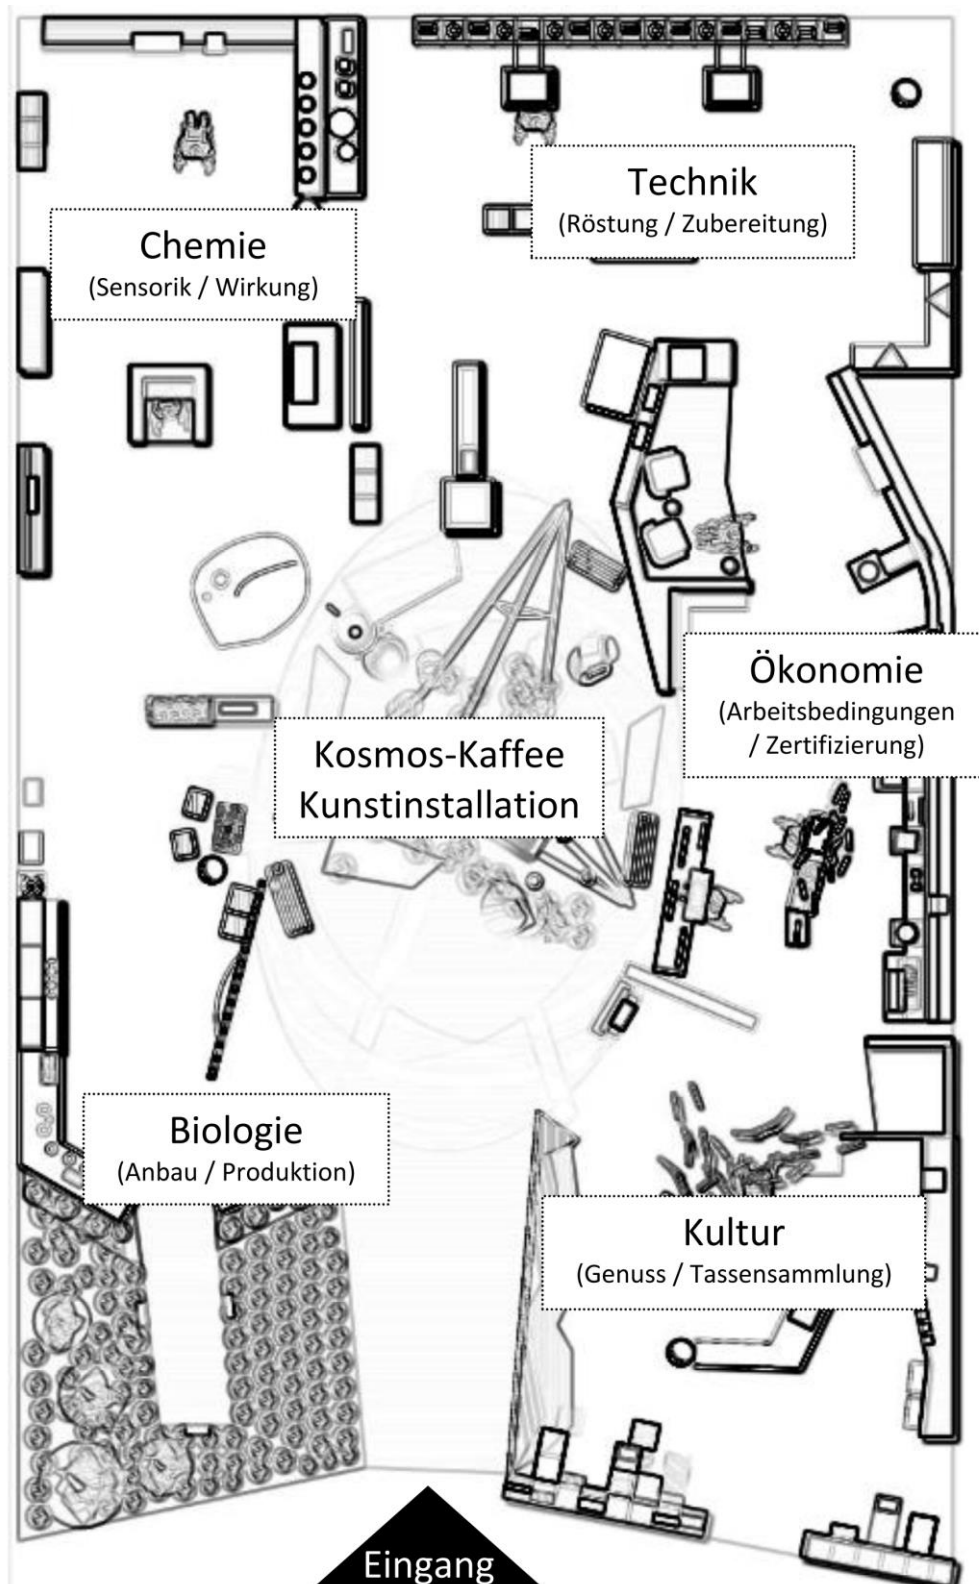 Technik
(Röstung / Zubereitung)
Chemie
(Sensorik / Wirkung)
Ökonomie
(Arbeitsbedingungen
/ Zertifizierung)
Kosmos-Kaffee
Kunstinstallation
Biologie
(Anbau / Produktion)
Kultur
(Genuss / Tassensammlung)
Eingang